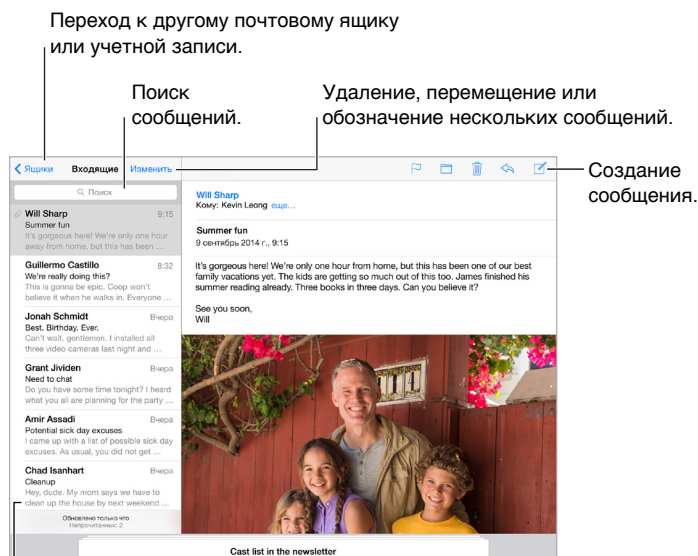 Переход к другому почтовому ящику
или учетной записи.
Поиск
сообщений.
Удаление, перемещение или
обозначение нескольких сообщений.
Создание
сообщения.
Ящики Входящие Изменить
Поиск
Will Sharp 9:15
Summer fun
It's gorgeous here! We're only one hour
away from home, but this has been ...
Guillermo Castillo 8:32
We're really doing this?
This is gonna be epic. Coop won't
believe it when he walks in. Everyone ...
Jonah Schmidt Вчера
Best. Birthday. Ever.
Can't wait, gentlemen. I installed all
three video cameras last night and ...
Grant Jividen Вчера
Need to chat
Do you have some time tonight? I heard
what you all are planning for the party ...
Amir Assadi Вчера
Potential sick day excuses
I came up with a list of possible sick day
excuses. As usual, you did not get ...
Chad Isanhart Вчера
Cleanup
Hey, dude. My mom says we have to
clean up the house by next weekend ...
Обновлено только что
Непрочитанные: 2
Will Sharp
Кому: Kevin Leong еще...
Summer fun
9 сентябрь 2014 г., 9:15
It's gorgeous here! We're only one hour from home, but this has been one of our best
family vacations yet. The kids are getting so much out of this too. James finished his
summer reading already. Three books in three days. Can you believe it?
See you soon,
Will
Cast list in the newsletter